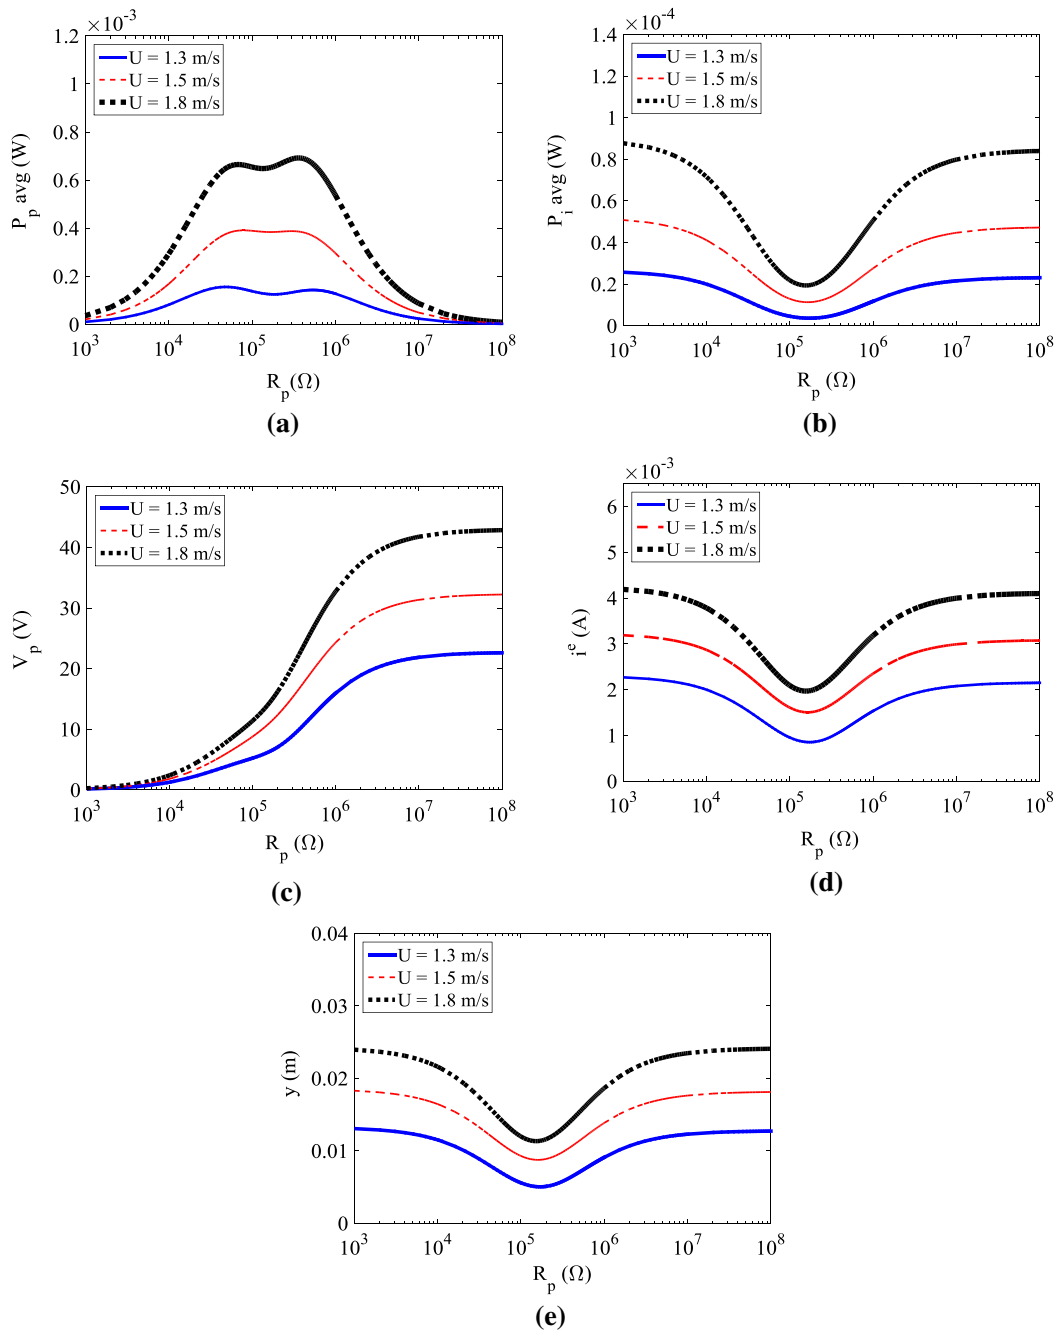 ×10⁻³
1.2
1
0.8
0.6
0.4
0.2
0
P_p avg (W)
U = 1.3 m/s
U = 1.5 m/s
U = 1.8 m/s
10³ 10⁴ 10⁵ 10⁶ 10⁷ 10⁸
R_p(Ω)
(a)
×10⁻⁴
1.4
1.2
1
0.8
0.6
0.4
0.2
0
P_i avg (W)
U = 1.3 m/s
U = 1.5 m/s
U = 1.8 m/s
10³ 10⁴ 10⁵ 10⁶ 10⁷ 10⁸
R_p (Ω)
(b)
50
40
30
20
10
0
V_p (V)
U = 1.3 m/s
U = 1.5 m/s
U = 1.8 m/s
10³ 10⁴ 10⁵ 10⁶ 10⁷ 10⁸
R_p (Ω)
(c)
×10⁻³
6
5
4
3
2
1
0
iᵉ (A)
U = 1.3 m/s
U = 1.5 m/s
U = 1.8 m/s
10³ 10⁴ 10⁵ 10⁶ 10⁷ 10⁸
R_p (Ω)
(d)
0.04
0.03
0.02
0.01
0
y (m)
U = 1.3 m/s
U = 1.5 m/s
U = 1.8 m/s
10³ 10⁴ 10⁵ 10⁶ 10⁷ 10⁸
R_p (Ω)
(e)